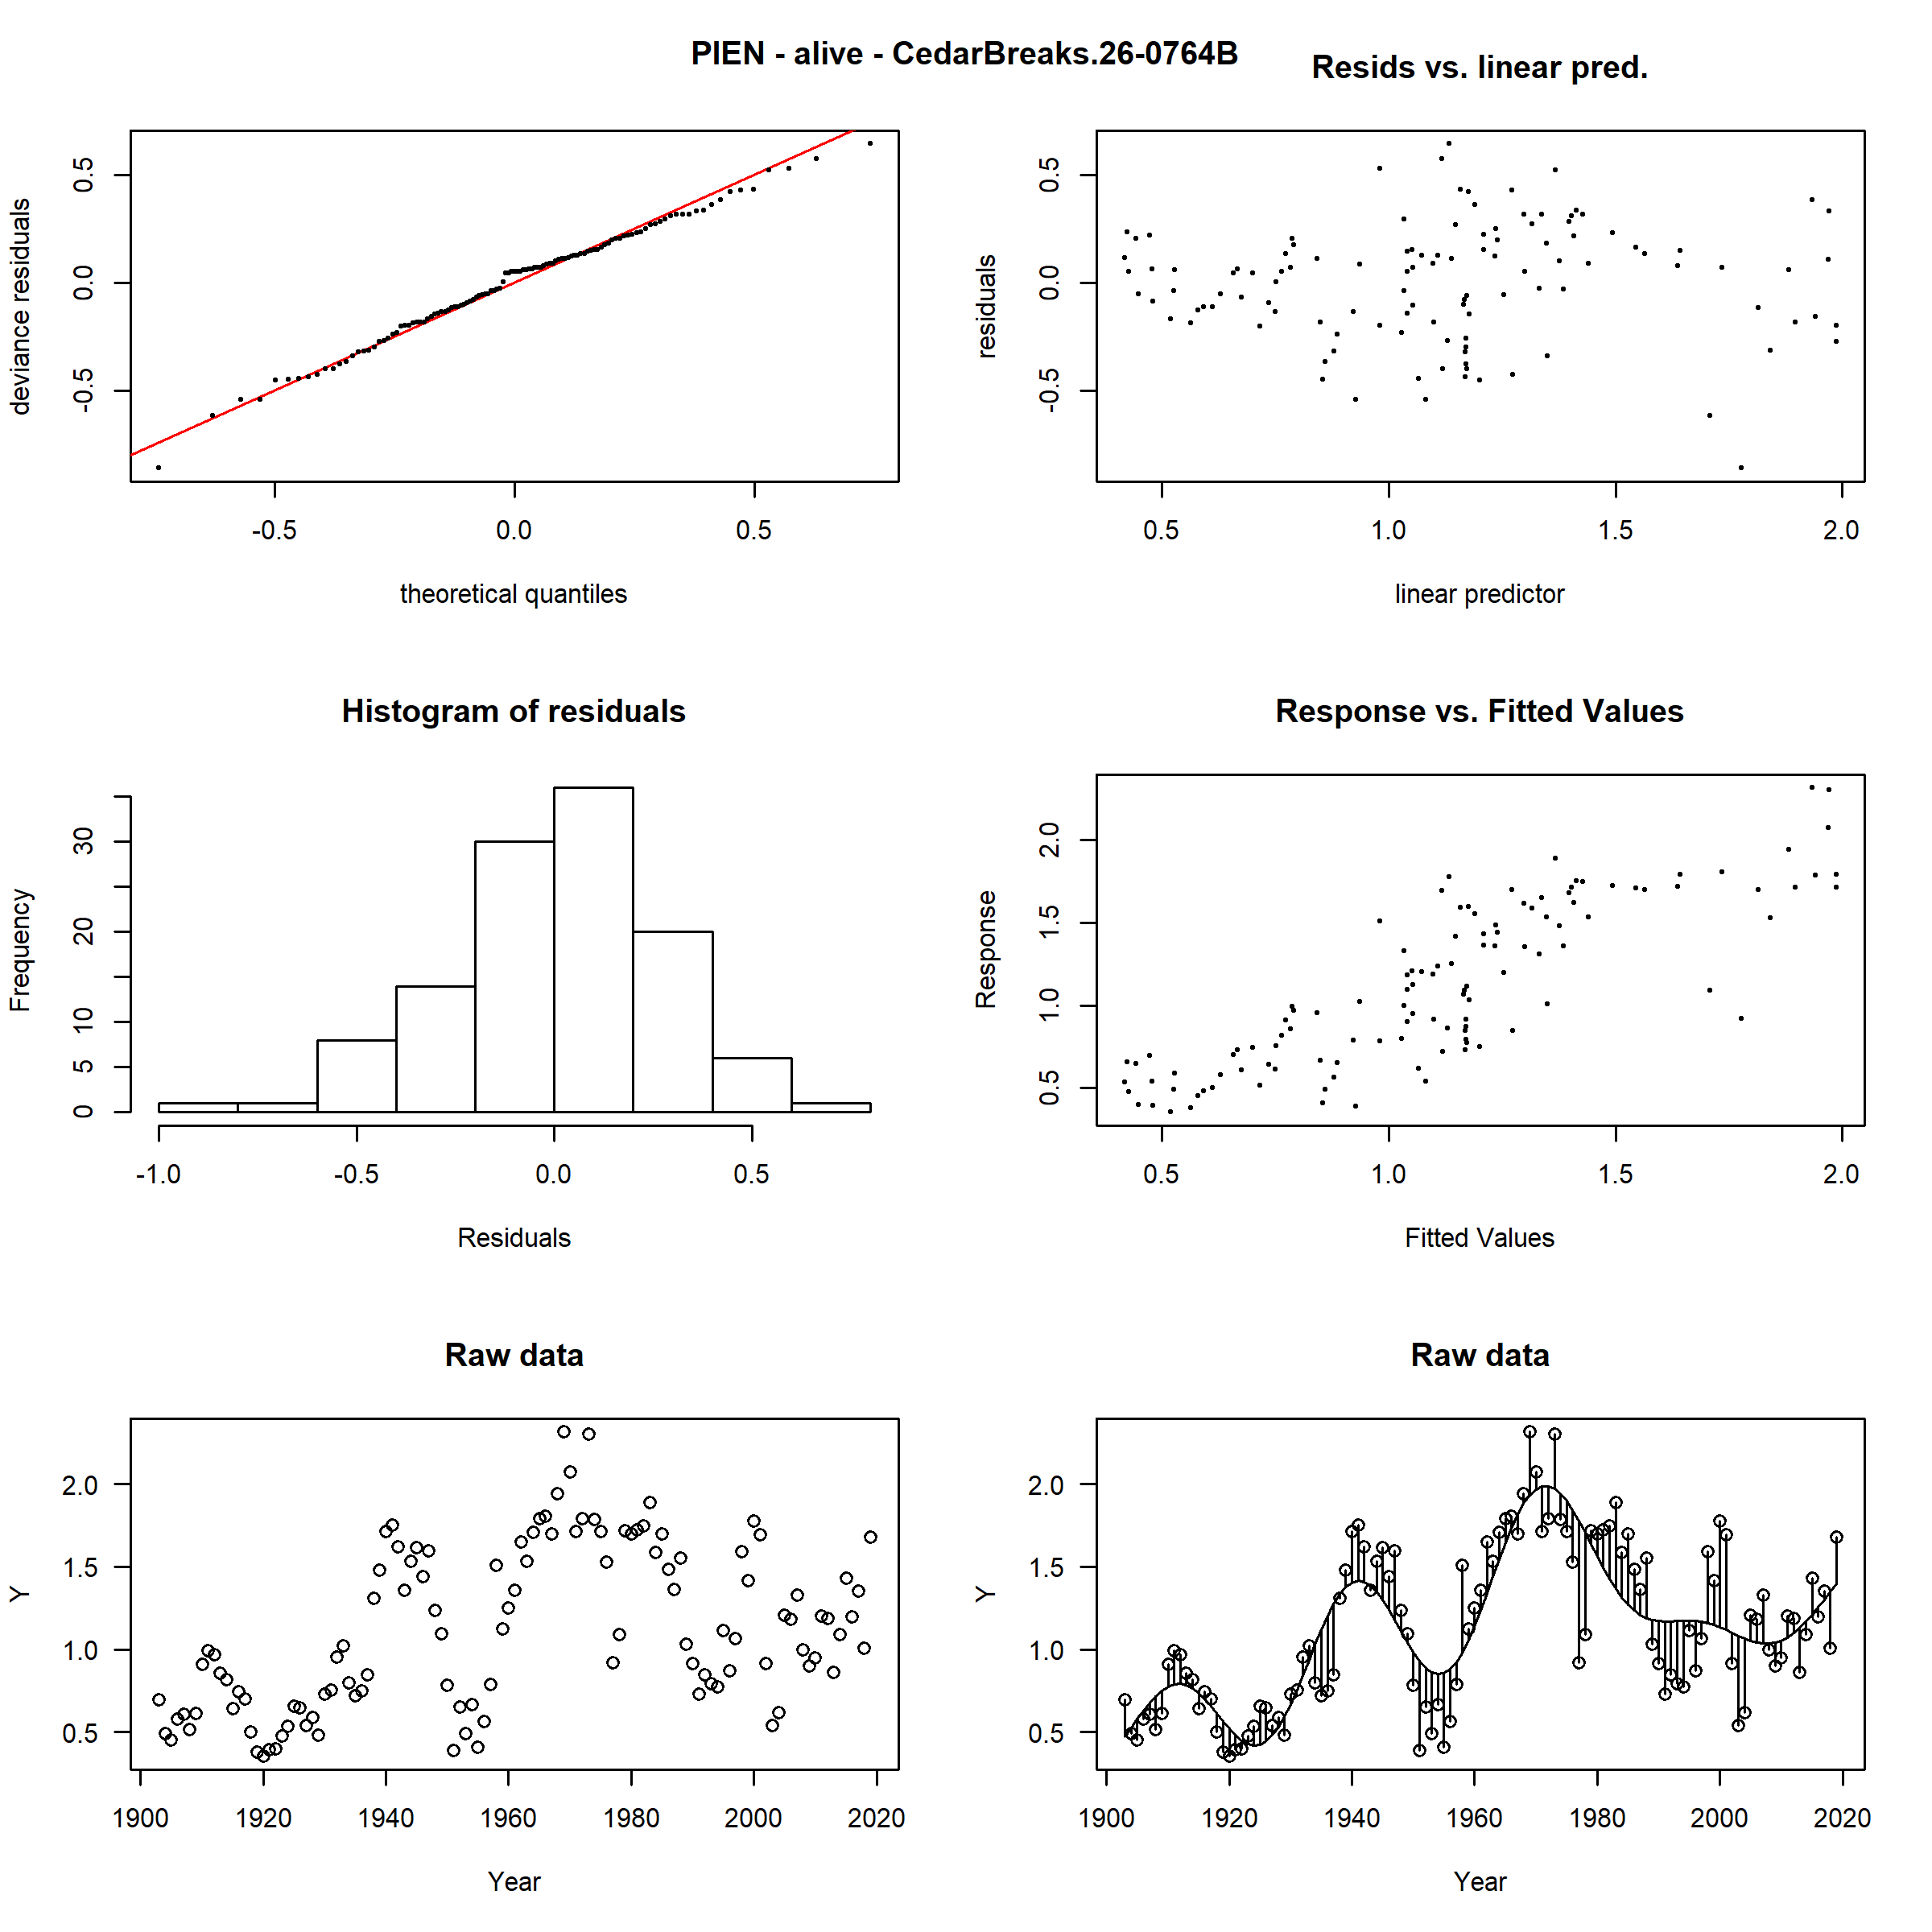 PIEN - alive - CedarBreaks.26-0764B
Resids vs. linear pred.
deviance residuals
0.5
0.0
-0.5
-0.5 0.0 0.5
theoretical quantiles
residuals
0.5
0.0
-0.5
0.5 1.0 1.5 2.0
linear predictor
Histogram of residuals
Frequency
30
20
10
5
0
-1.0 -0.5 0.0 0.5
Residuals
Response vs. Fitted Values
Response
2.0
1.5
1.0
0.5
0.5 1.0 1.5 2.0
Fitted Values
Raw data
Y
2.0
1.5
1.0
0.5
1900 1920 1940 1960 1980 2000 2020
Year
Raw data
Y
2.0
1.5
1.0
0.5
1900 1920 1940 1960 1980 2000 2020
Year